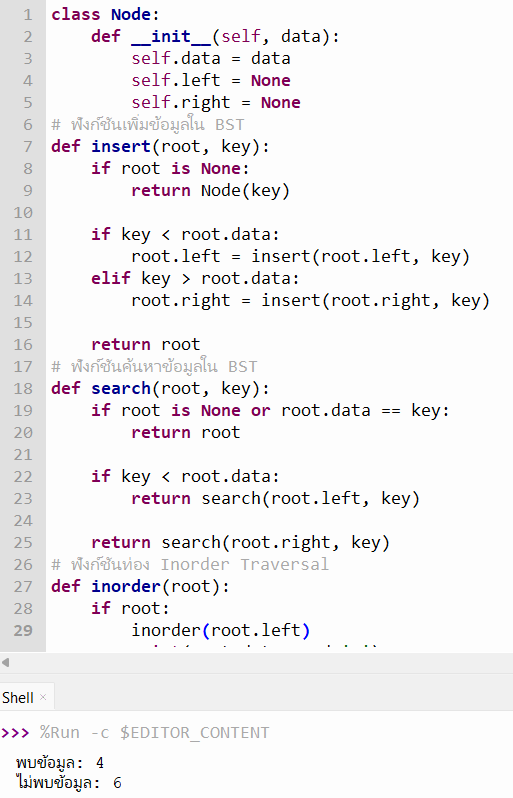 1 class Node:
2 def __init__(self, data):
3 self.data = data
4 self.left = None
5 self.right = None
6 # ฟังก์ชันเพิ่มข้อมูลใน BST
7 def insert(root, key):
8 if root is None:
9 return Node(key)
10
11 if key < root.data:
12 root.left = insert(root.left, key)
13 elif key > root.data:
14 root.right = insert(root.right, key)
15
16 return root
17 # ฟังก์ชันค้นหาข้อมูลใน BST
18 def search(root, key):
19 if root is None or root.data == key:
20 return root
21
22 if key < root.data:
23 return search(root.left, key)
24
25 return search(root.right, key)
26 # ฟังก์ชันท่อง Inorder Traversal
27 def inorder(root):
28 if root:
29 inorder(root.left)
Shell ×
>>> %Run -c $EDITOR_CONTENT
พบข้อมูล: 4
ไม่พบข้อมูล: 6